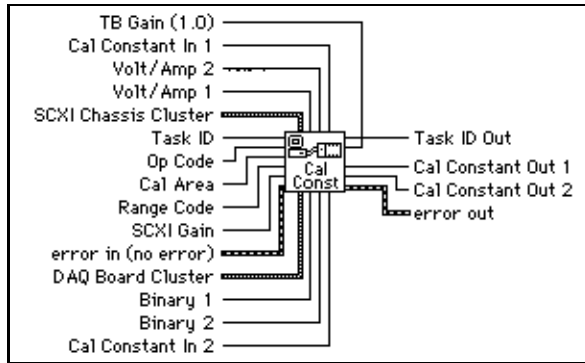 TB Gain (1.0)
Cal Constant In 1
Volt/Amp 2
Volt/Amp 1
SCXI Chassis Cluster
Task ID
Op Code
Cal Area
Range Code
SCXI Gain
error in (no error)
DAQ Board Cluster
Binary 1
Binary 2
Cal Constant In 2
Cal
Const
Task ID Out
Cal Constant Out 1
Cal Constant Out 2
error out